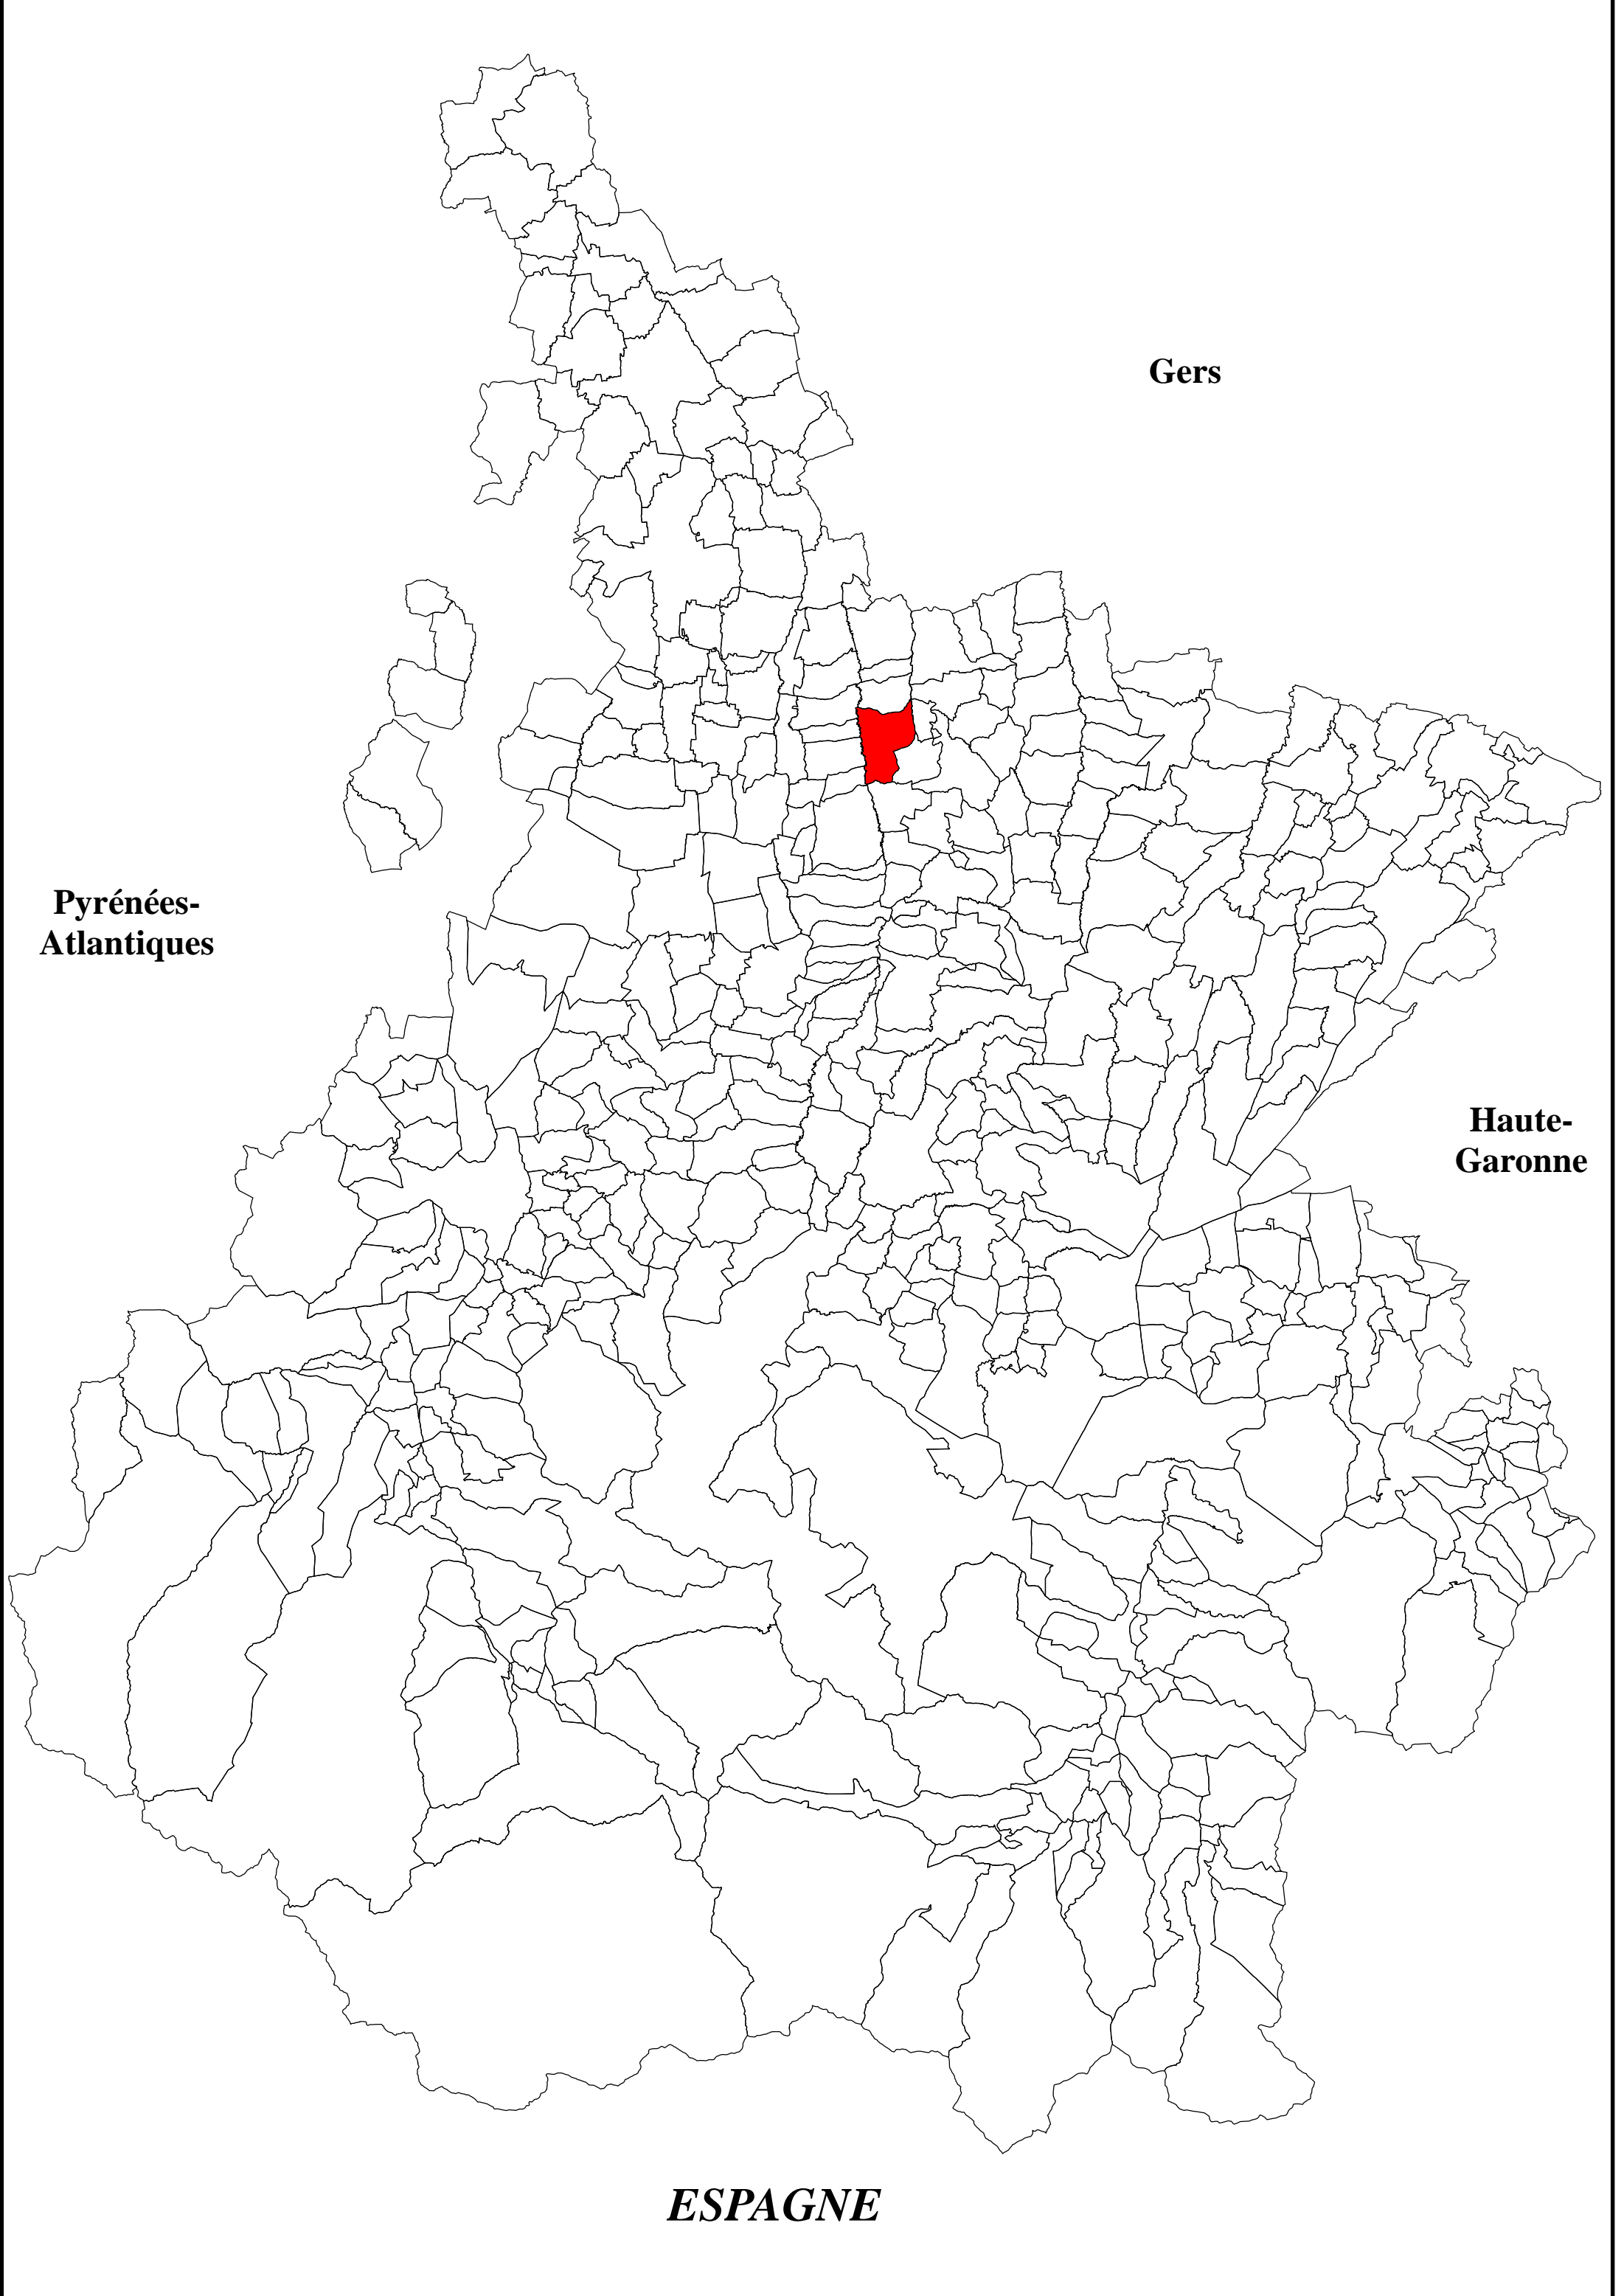 Gers
Pyrénées-
Atlantiques
Haute-
Garonne
ESPAGNE